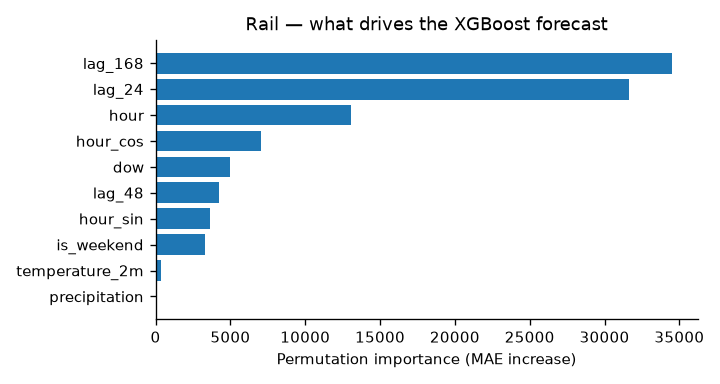 Rail — what drives the XGBoost forecast
lag_168
lag_24
hour
hour_cos
dow
lag_48
hour_sin
is_weekend
temperature_2m
precipitation
0 5000 10000 15000 20000 25000 30000 35000
Permutation importance (MAE increase)